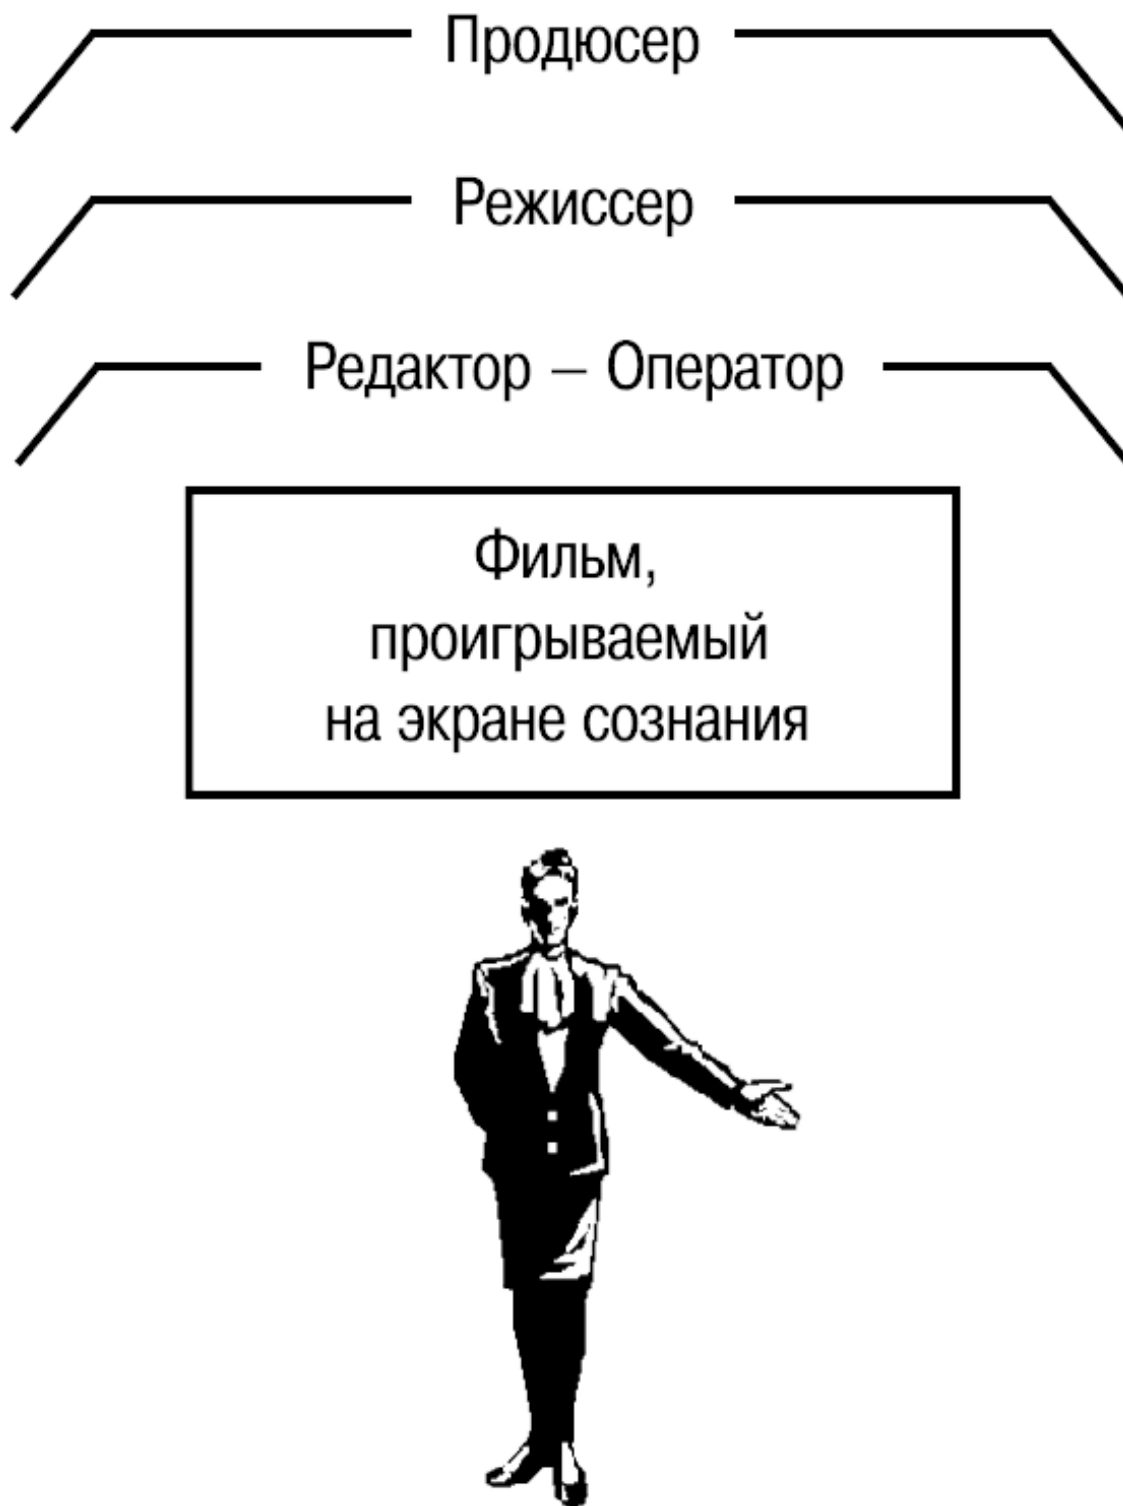 Продюсер
Режиссер
Редактор – Оператор
Фильм,
проигрываемый
на экране сознания